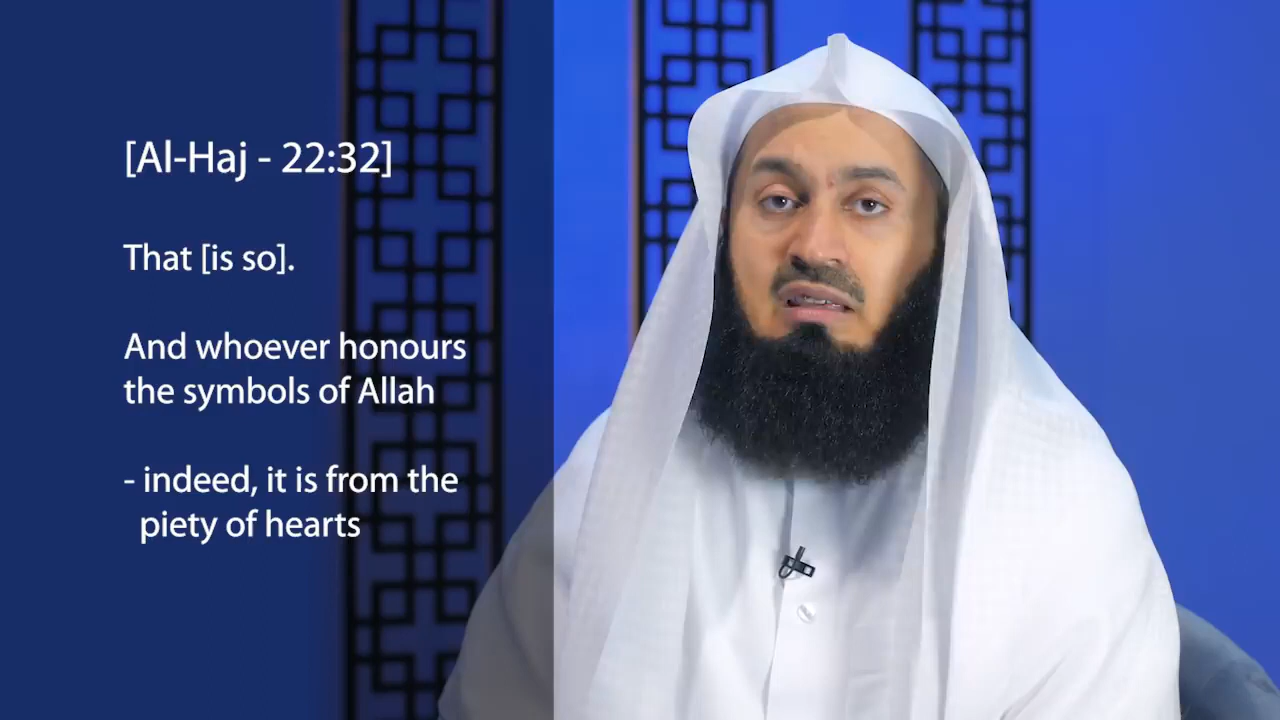 [Al-Haj - 22:32]
That [is so].
And whoever honours
the symbols of Allah
- indeed, it is from the
piety of hearts